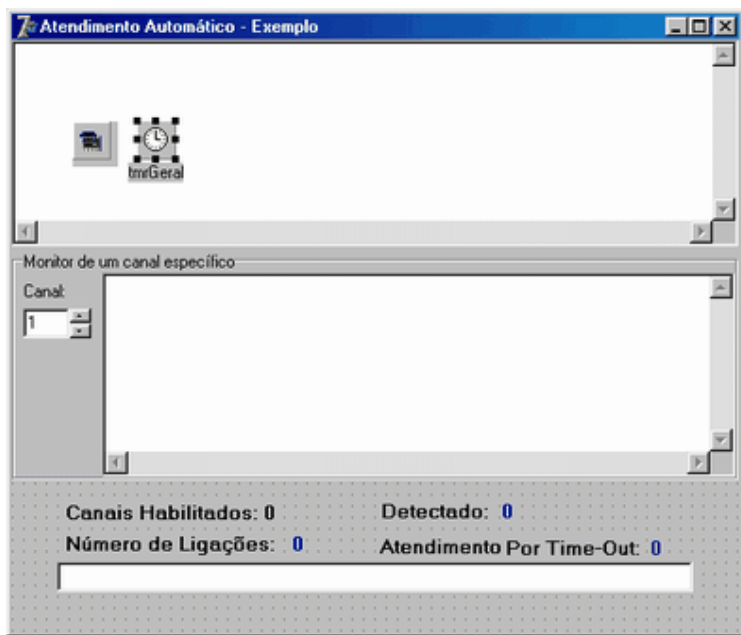 Atendimento Automático - Exemplo
tmrGeral
Monitor de um canal específico
Canal:
1
Canais Habilitados: 0
Detectado: 0
Número de Ligações: 0
Atendimento Por Time-Out: 0